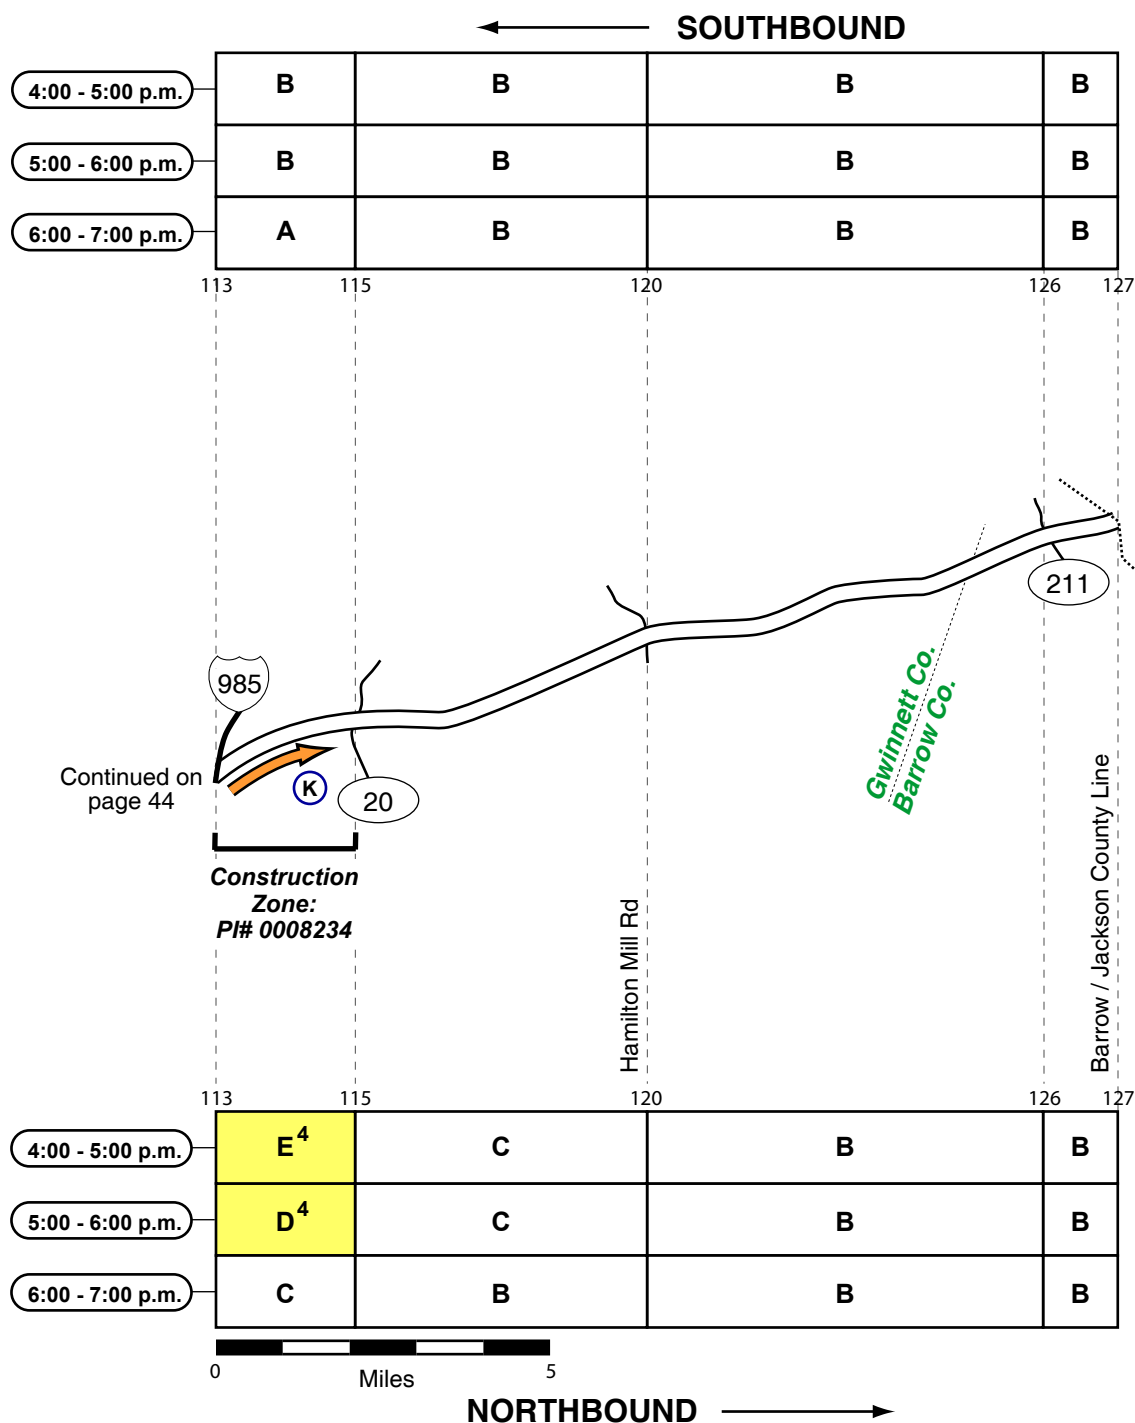 SOUTHBOUND
4:00 - 5:00 p.m. B B B B
5:00 - 6:00 p.m. B B B B
6:00 - 7:00 p.m. A B B B
113 115 120 126 127
211
985
Gwinnett Co.
Barrow Co.
Continued on
page 44
K
20
Construction
Zone:
PI# 0008234
Hamilton Mill Rd
Barrow / Jackson County Line
113 115 120 126 127
4:00 - 5:00 p.m. E4 C B B
5:00 - 6:00 p.m. D4 C B B
6:00 - 7:00 p.m. C B B B
0 5
Miles
NORTHBOUND